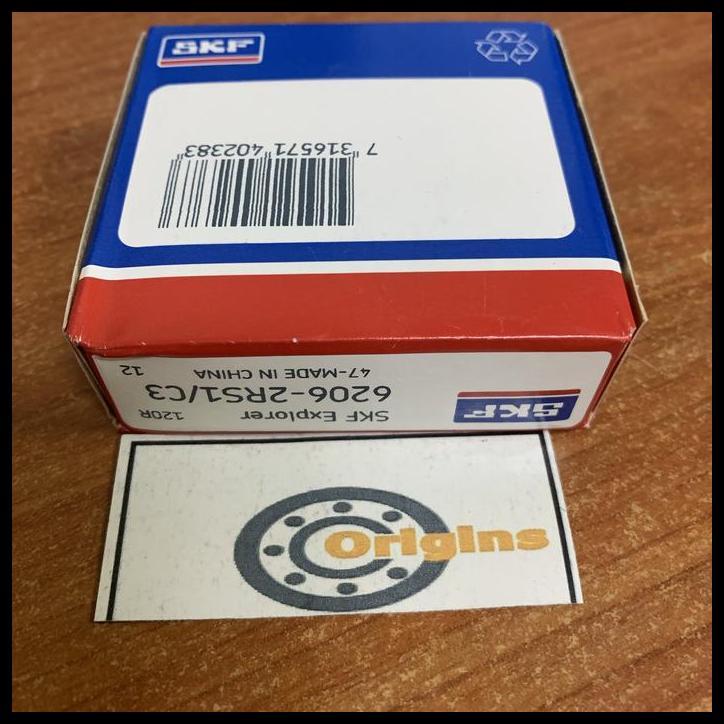 SKF
7 316571 402383
12
47-MADE IN CHINA
6206-2RS1/C3
120R
SKF Explorer
SKF
Origins